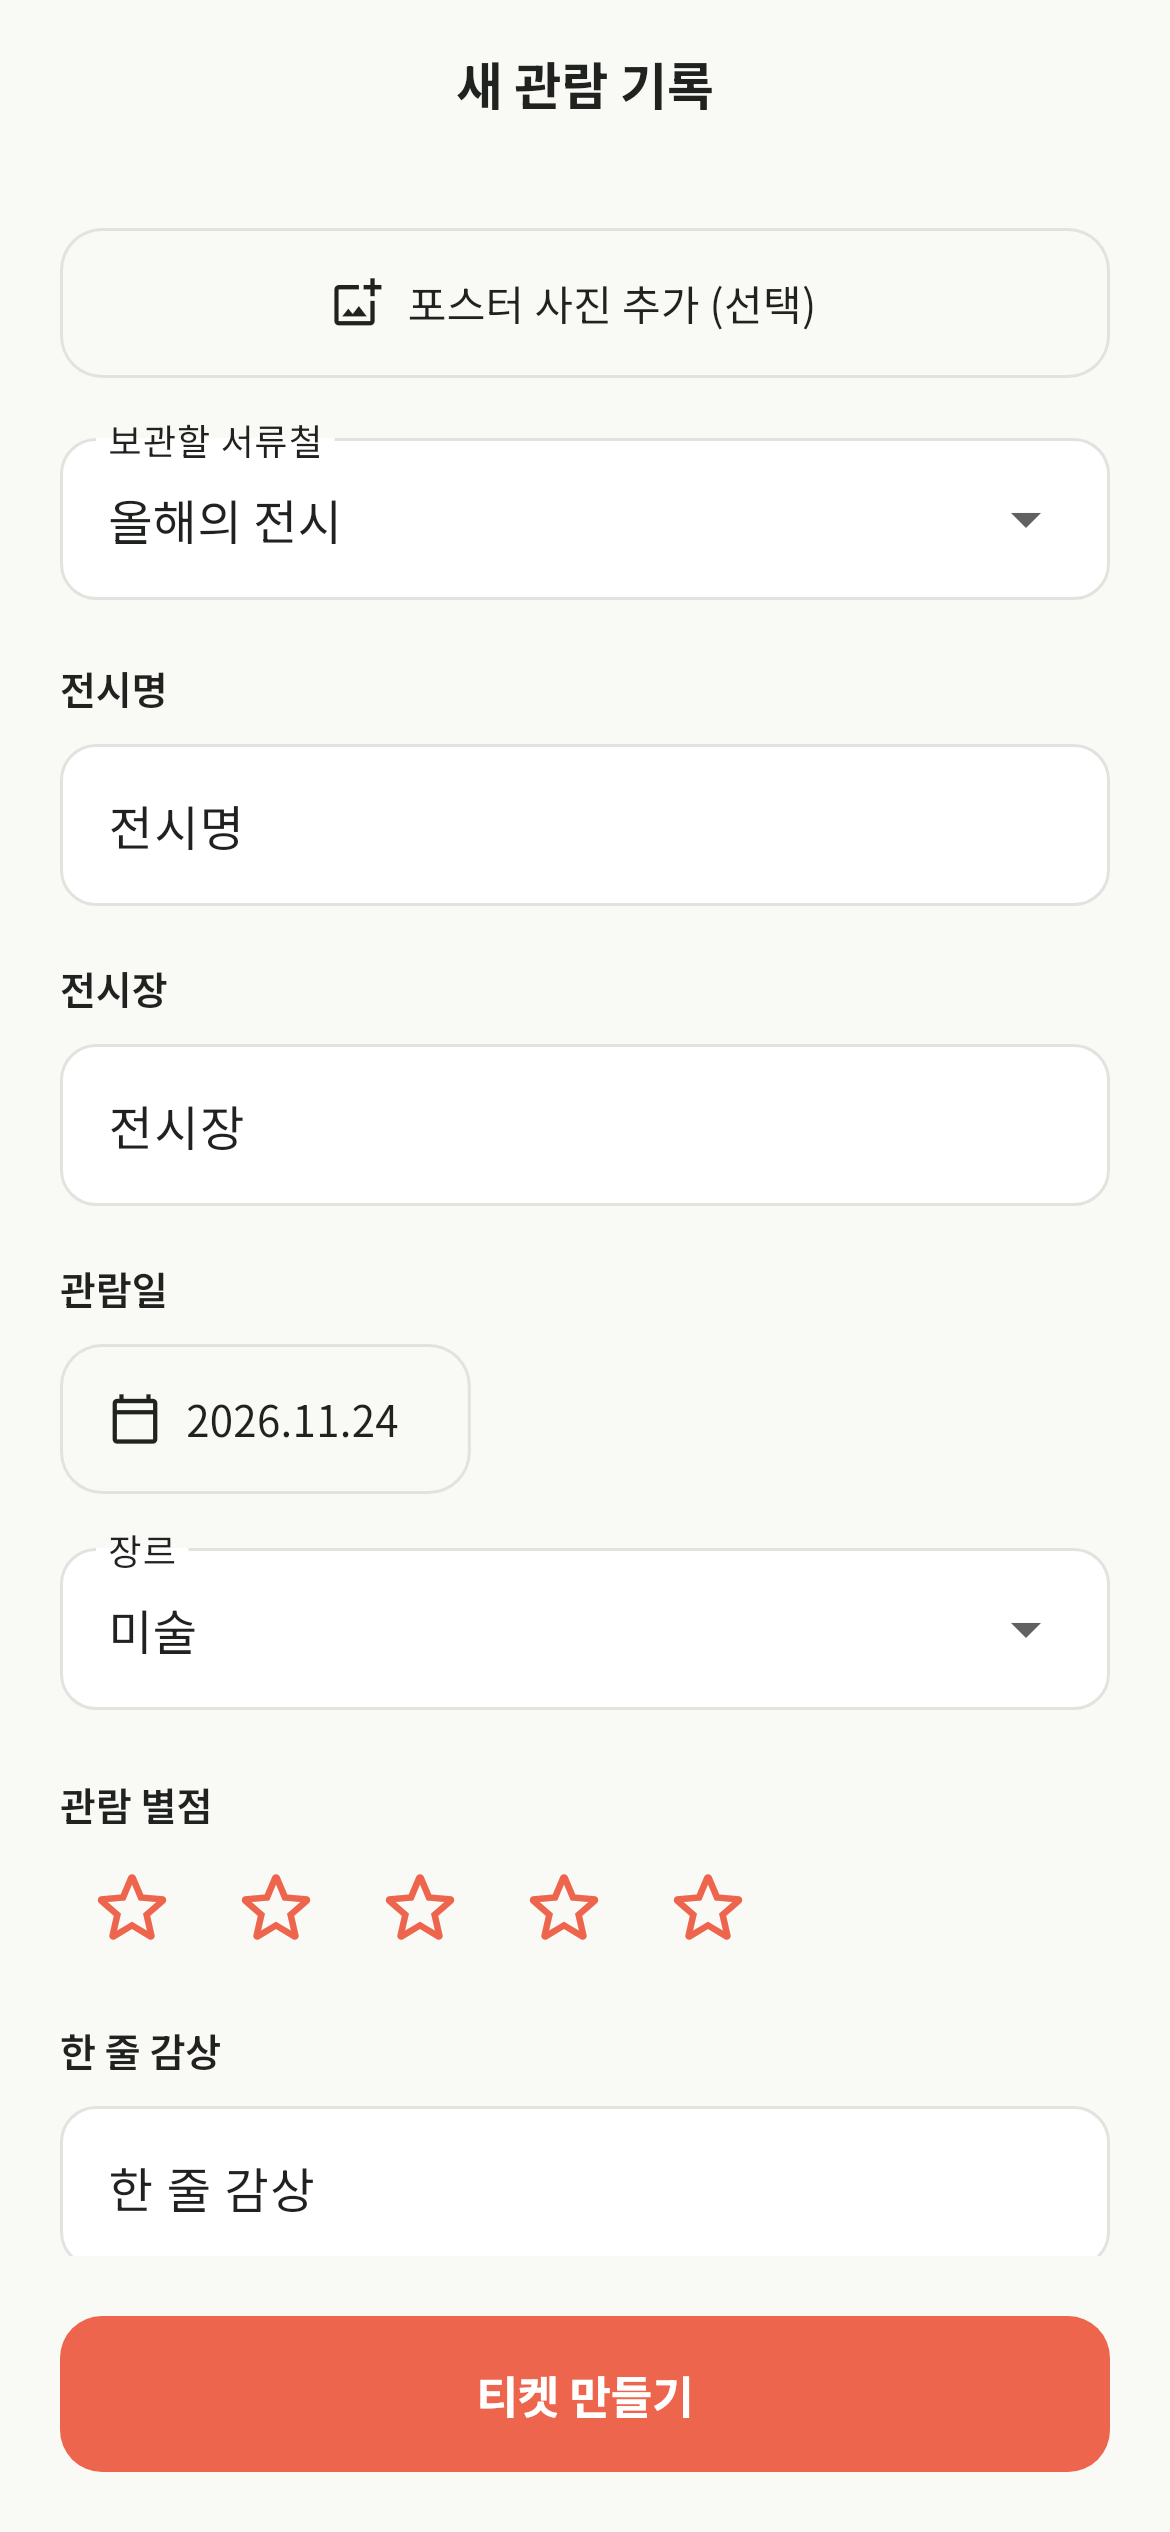 새 관람 기록
포스터 사진 추가 (선택)
보관할 서류철
올해의 전시
전시명
전시명
전시장
전시장
관람일
2026.11.24
장르
미술
관람 별점
한 줄 감상
한 줄 감상
티켓 만들기